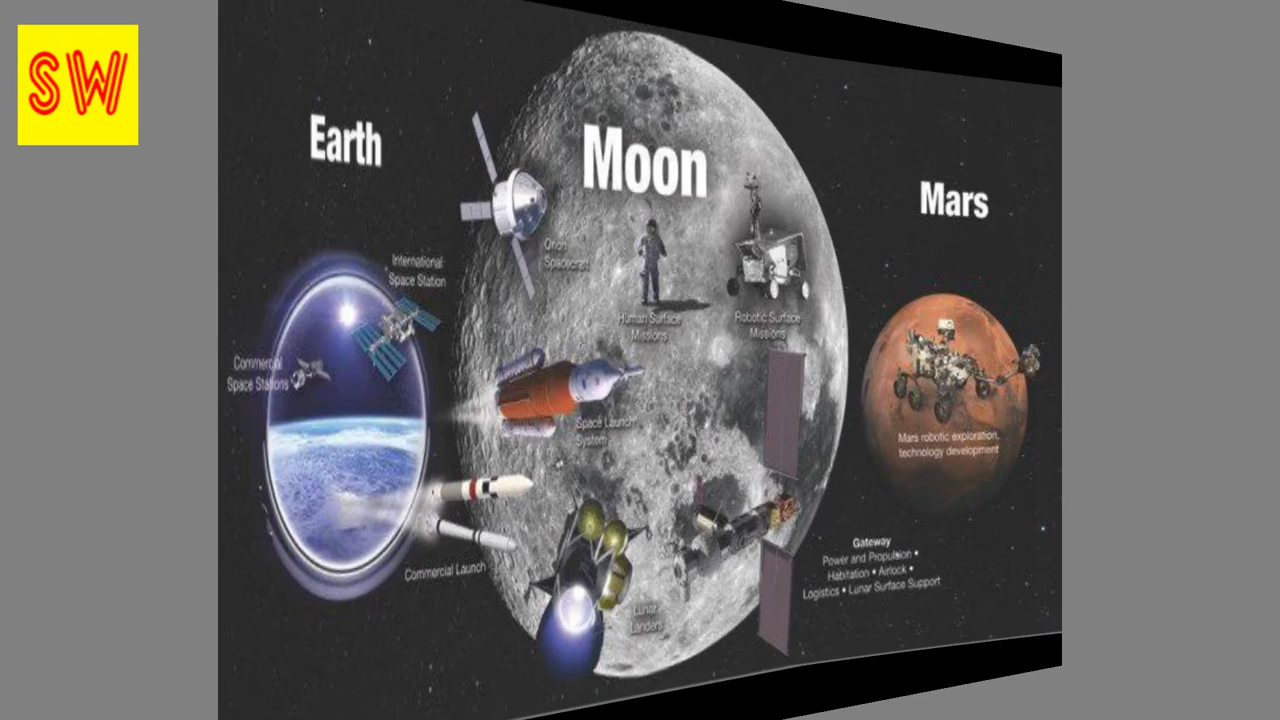 SW
Earth
Moon
Mars
Orion
Spacecraft
International
Space Station
Human Surface
Missions
Robotic Surface
Missions
Commercial
Space Stations
Space Launch
System
Mars robotic exploration,
technology development
Commercial Launch
Lunar
Landers
Gateway
Power and Propulsion •
Habitation • Airlock •
Logistics • Lunar Surface Support